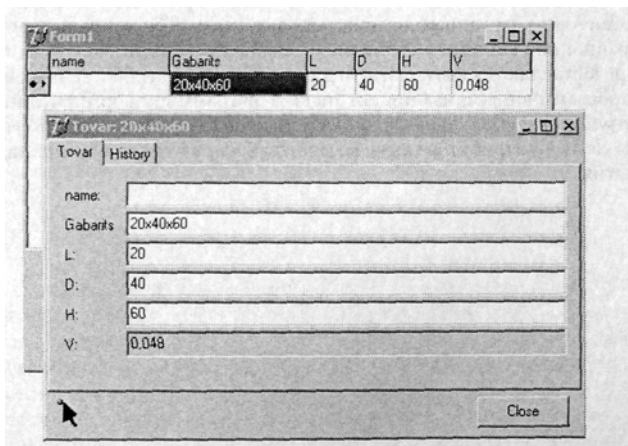 Form1
name Gabarits L D H V
20x40x60 20 40 60 0,048
Tovar: 20x40x60
Tovar History
name:
Gabarits 20x40x60
L: 20
D: 40
H: 60
V: 0,048
Close